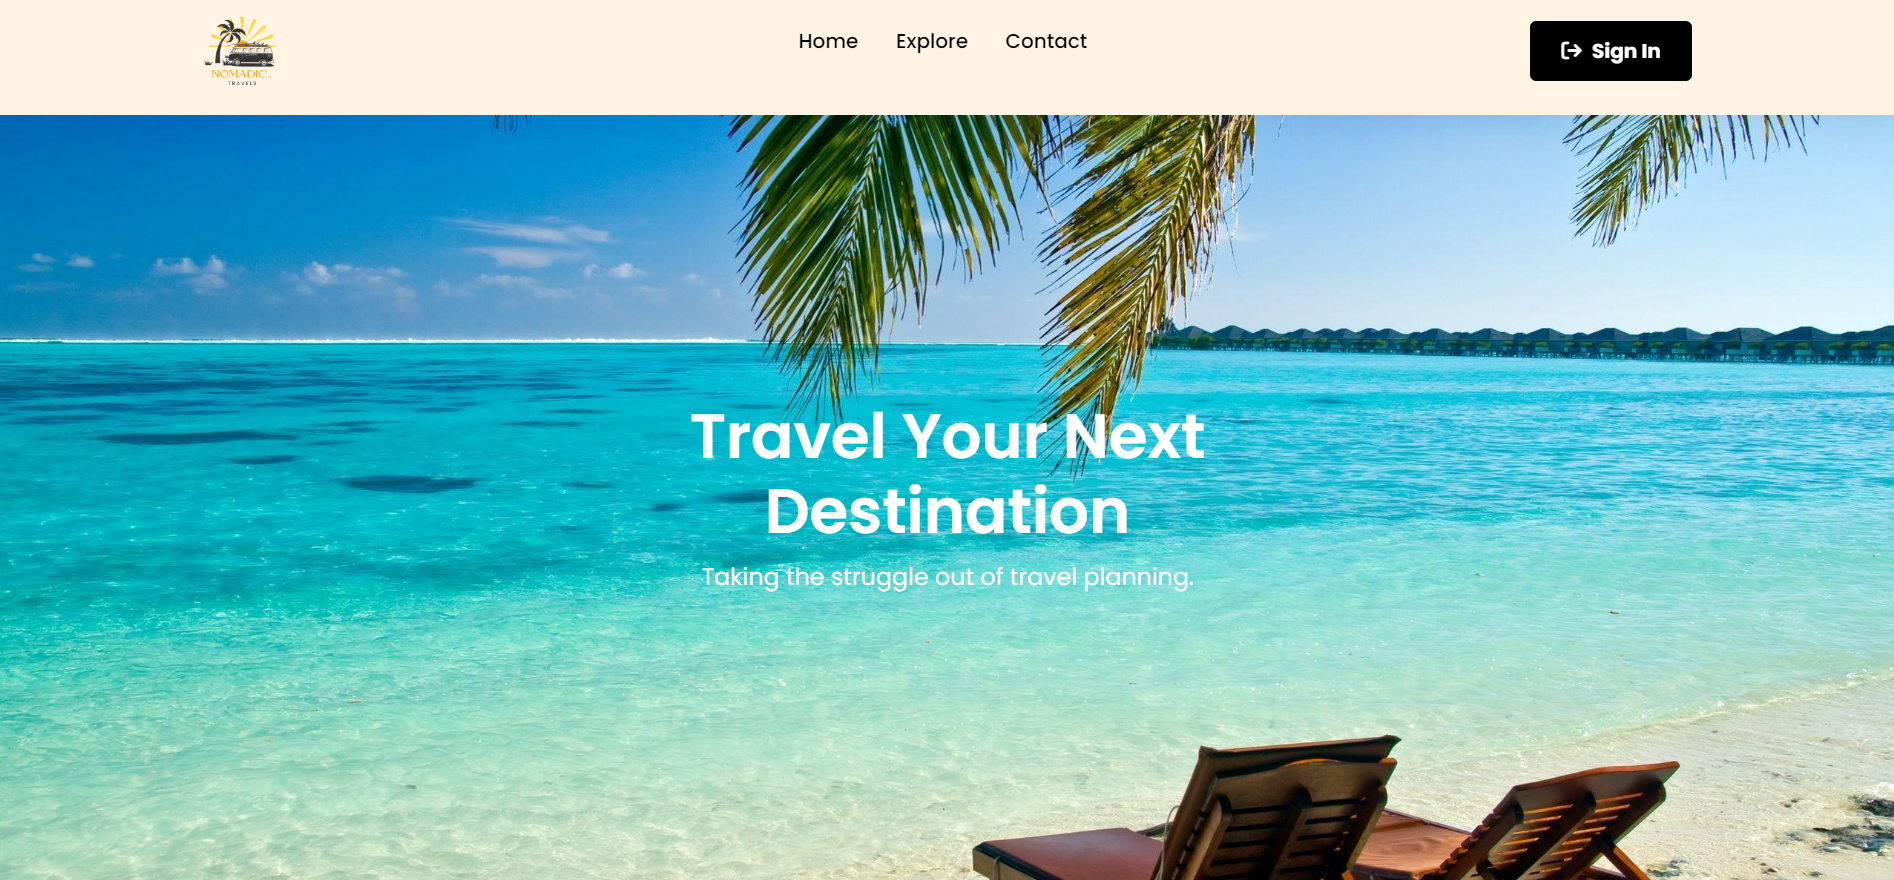 NOMADIC
TRAVELS
Home Explore Contact
Sign In
Travel Your Next
Destination
Taking the struggle out of travel planning.